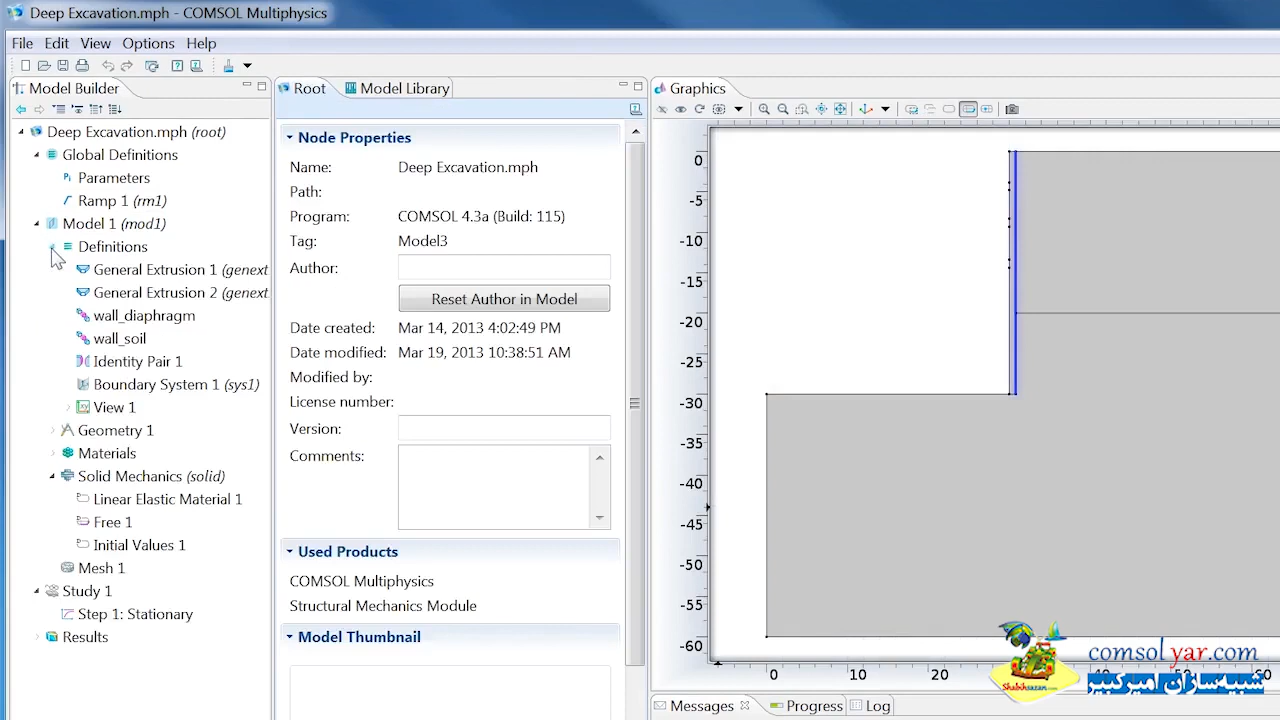 Deep Excavation.mph - COMSOL Multiphysics
File Edit View Options Help
Model Builder
Deep Excavation.mph (root)
Global Definitions
Pi Parameters
Ramp 1 (rm1)
Model 1 (mod1)
Definitions
General Extrusion 1 (genext
General Extrusion 2 (genext
wall_diaphragm
wall_soil
Identity Pair 1
Boundary System 1 (sys1)
View 1
Geometry 1
Materials
Solid Mechanics (solid)
Linear Elastic Material 1
Free 1
Initial Values 1
Mesh 1
Study 1
Step 1: Stationary
Results
Root Model Library
Node Properties
Name: Deep Excavation.mph
Path:
Program: COMSOL 4.3a (Build: 115)
Tag: Model3
Author:
Reset Author in Model
Date created: Mar 14, 2013 4:02:49 PM
Date modified: Mar 19, 2013 10:38:51 AM
Modified by:
License number:
Version:
Comments:
Used Products
COMSOL Multiphysics
Structural Mechanics Module
Model Thumbnail
Graphics
0
-5
-10
-15
-20
-25
-30
-35
-40
-45
-50
-55
-60
0 10 20 60
comsolyar.com
Shabihsazan.com
Messages Progress Log